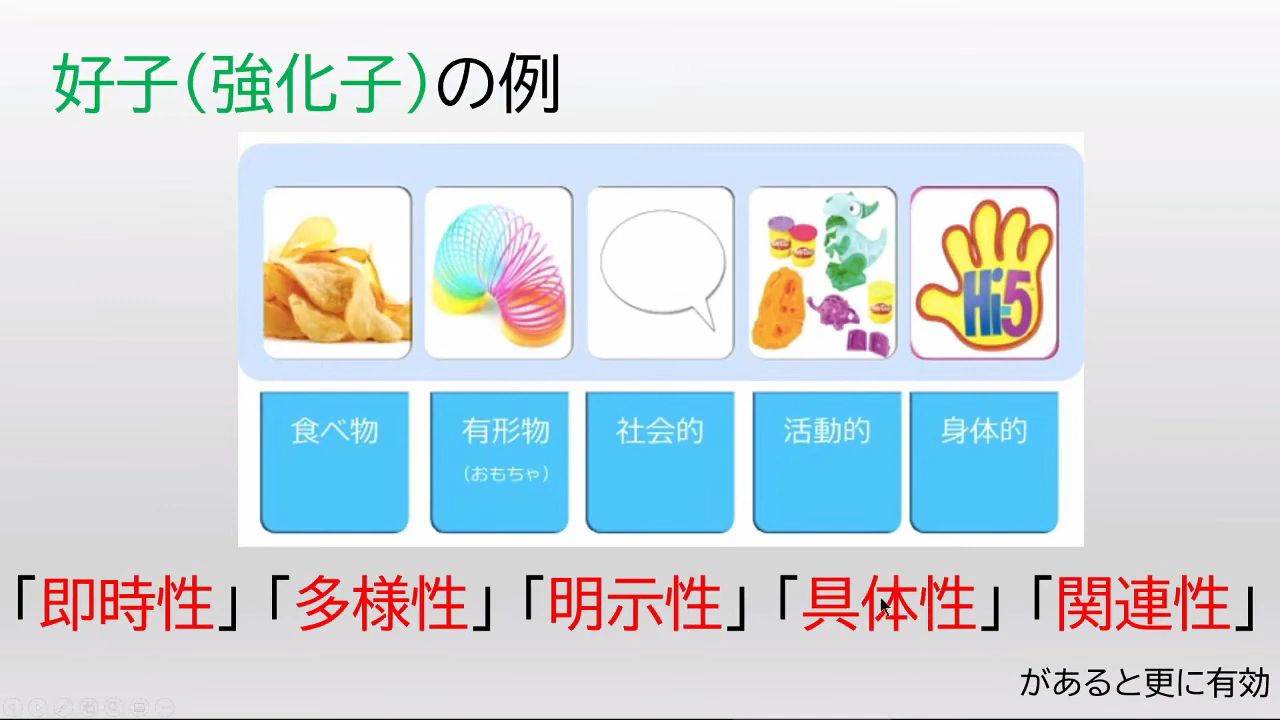 好子(強化子)の例
Hi-5
食べ物 有形物 社会的 活動的 身体的
(おもちゃ)
「即時性」「多様性」「明示性」「具体性」「関連性」
があると更に有効